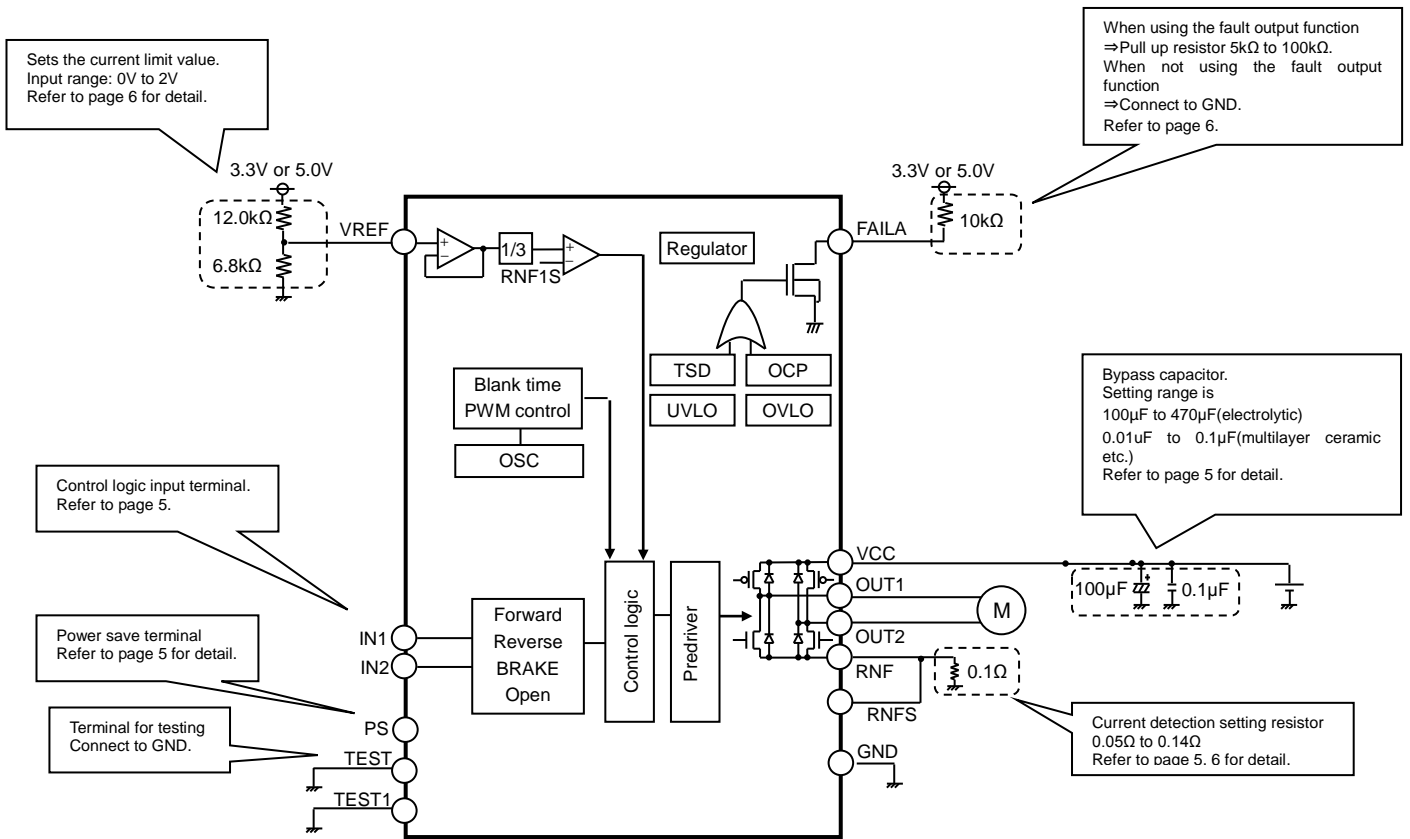 Sets the current limit value.
Input range: 0V to 2V
Refer to page 6 for detail.
When using the fault output function
⇒Pull up resistor 5kΩ to 100kΩ.
When not using the fault output
function
⇒Connect to GND.
Refer to page 6.
3.3V or 5.0V
12.0kΩ
6.8kΩ
VREF
1/3
RNF1S
Regulator
3.3V or 5.0V
FAILA
10kΩ
TSD
OCP
UVLO
OVLO
Blank time
PWM control
OSC
Bypass capacitor.
Setting range is
100µF to 470µF(electrolytic)
0.01uF to 0.1µF(multilayer ceramic
etc.)
Refer to page 5 for detail.
Control logic input terminal.
Refer to page 5.
Power save terminal
Refer to page 5 for detail.
Terminal for testing
Connect to GND.
IN1
IN2
PS
TEST
TEST1
Forward
Reverse
BRAKE
Open
Control logic
Predriver
VCC
OUT1
OUT2
RNF
RNFS
GND
M
100µF
+
0.1µF
0.1Ω
Current detection setting resistor
0.05Ω to 0.14Ω
Refer to page 5, 6 for detail.